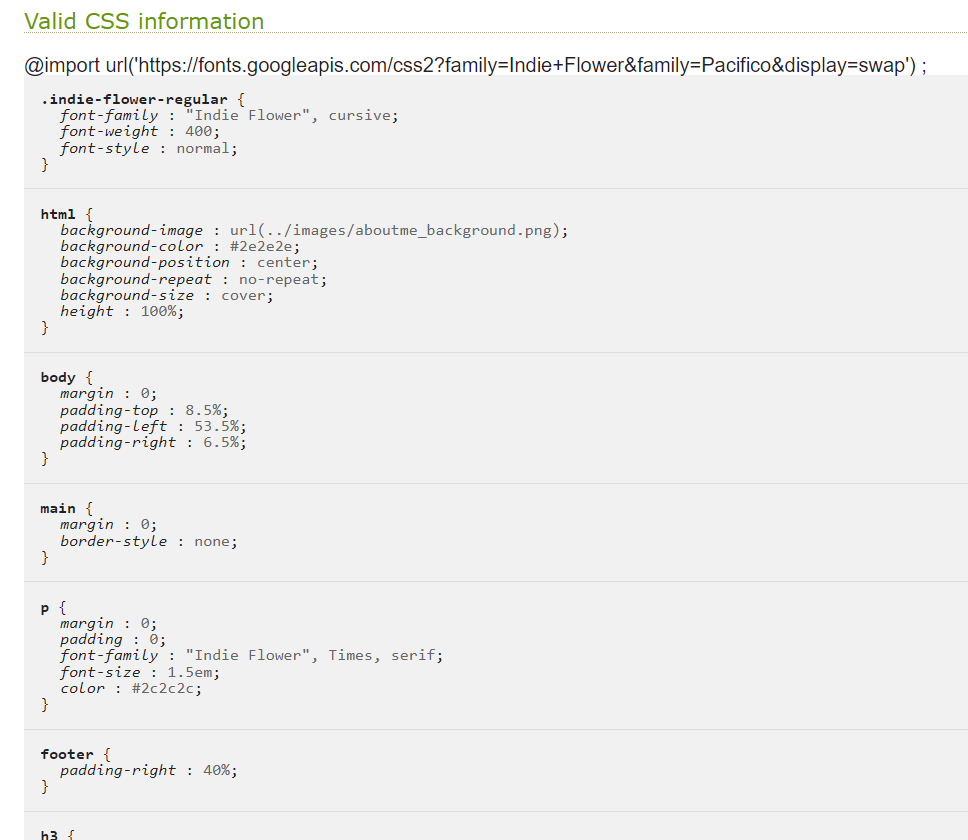 Valid CSS information
@import url('https://fonts.googleapis.com/css2?family=Indie+Flower&family=Pacifico&display=swap') ;
.indie-flower-regular {
font-family : "Indie Flower", cursive;
font-weight : 400;
font-style : normal;
}
html {
background-image : url(../images/aboutme_background.png);
background-color : #2e2e2e;
background-position : center;
background-repeat : no-repeat;
background-size : cover;
height : 100%;
}
body {
margin : 0;
padding-top : 8.5%;
padding-left : 53.5%;
padding-right : 6.5%;
}
main {
margin : 0;
border-style : none;
}
p {
margin : 0;
padding : 0;
font-family : "Indie Flower", Times, serif;
font-size : 1.5em;
color : #2c2c2c;
}
footer {
padding-right : 40%;
}
h3 {